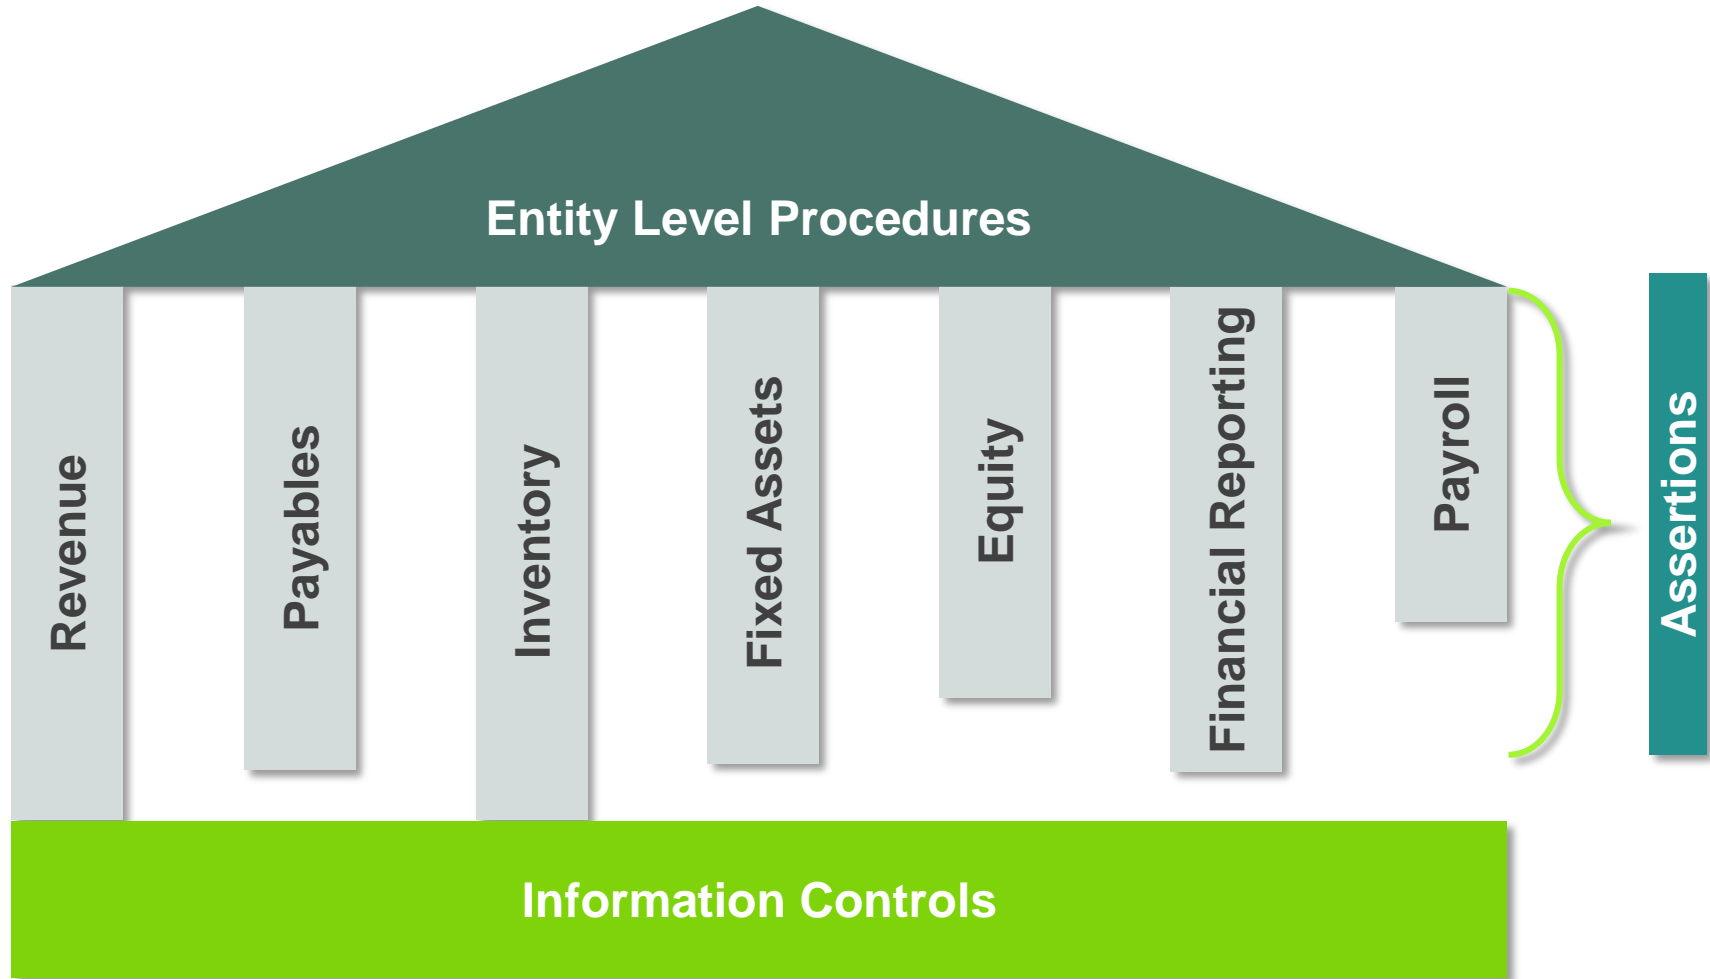 Entity Level Procedures
Revenue
Payables
Inventory
Fixed Assets
Equity
Financial Reporting
Payroll
Assertions
Information Controls